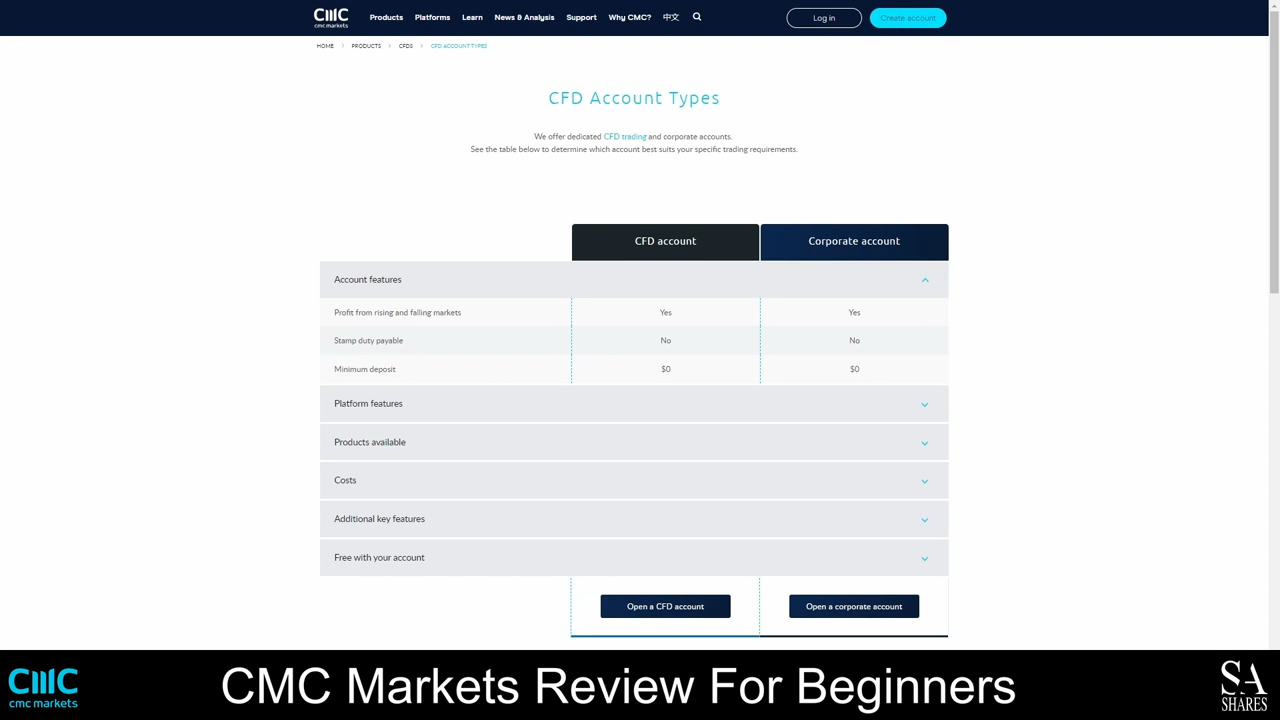 CMC
cmc markets
Products Platforms Learn News & Analysis Support Why CMC? 中文 Log in Create account
HOME PRODUCTS CFDS CFD ACCOUNT TYPES
CFD Account Types
We offer dedicated CFD trading and corporate accounts.
See the table below to determine which account best suits your specific trading requirements.
CFD account Corporate account
Account features
Profit from rising and falling markets Yes Yes
Stamp duty payable No No
Minimum deposit $0 $0
Platform features
Products available
Costs
Additional key features
Free with your account
Open a CFD account Open a corporate account
CMC
cmc markets
CMC Markets Review For Beginners
SA
SHARES